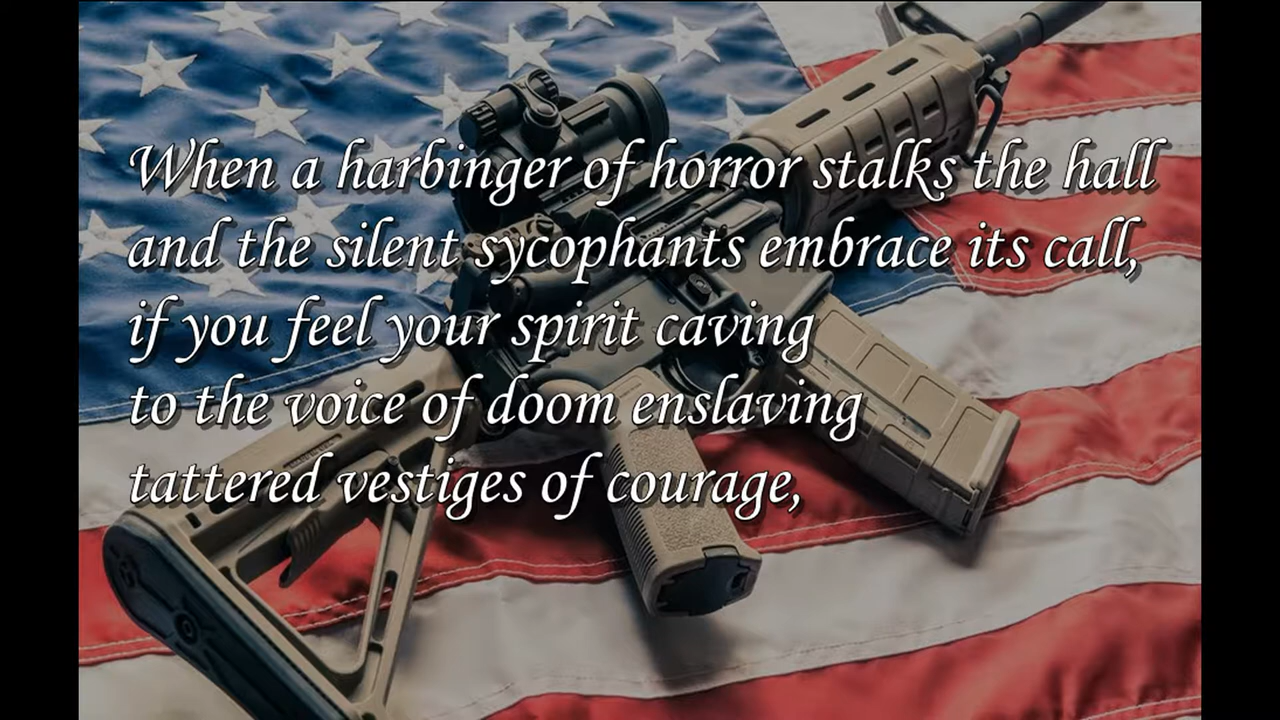 When a harbinger of horror stalks the hall
and the silent sycophants embrace its call,
if you feel your spirit caving
to the voice of doom enslaving
tattered vestiges of courage,